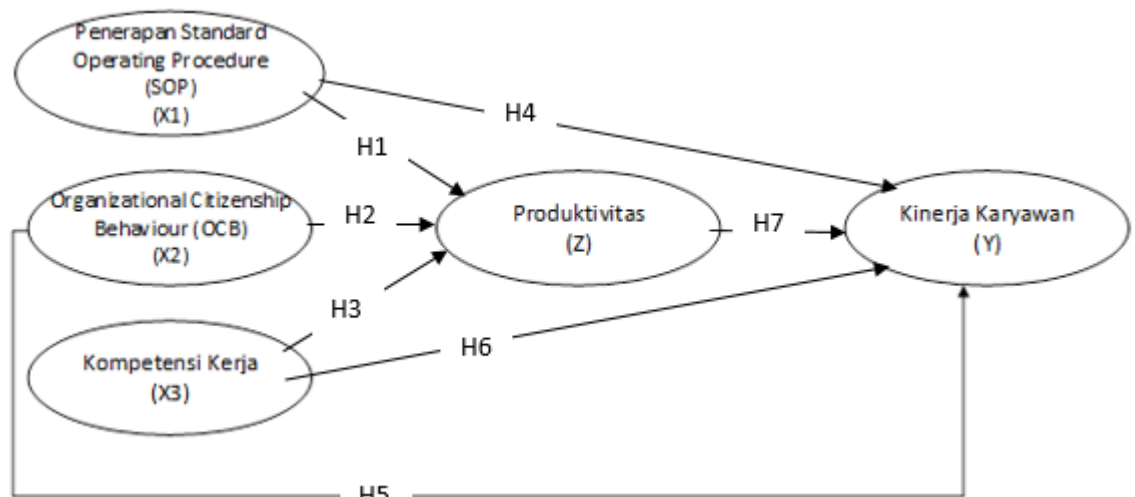 Penerapan Standard
Operating Procedure
(SOP)
(X1)
H4
H1
Organizational Citizenship
Behaviour (OCB)
(X2)
H2
Produktivitas
(Z)
H7
Kinerja Karyawan
(Y)
H3
H6
Kompetensi Kerja
(X3)
H5